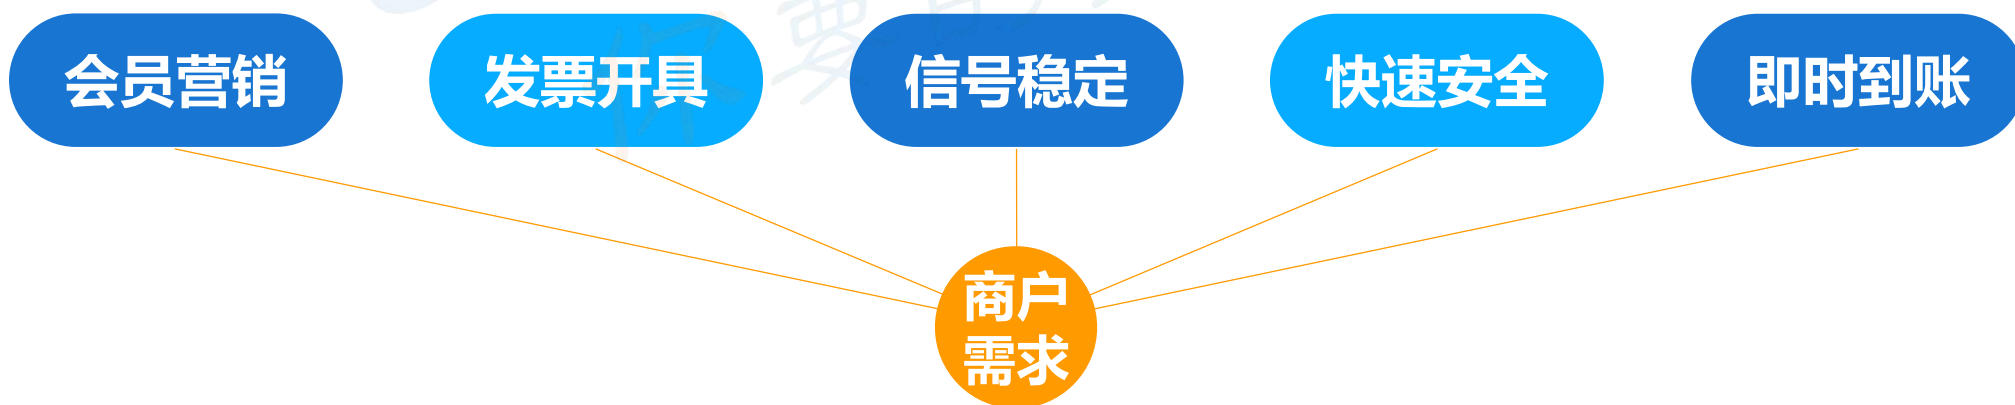 会员营销
发票开具
信号稳定
快速安全
即时到账
商户
需求